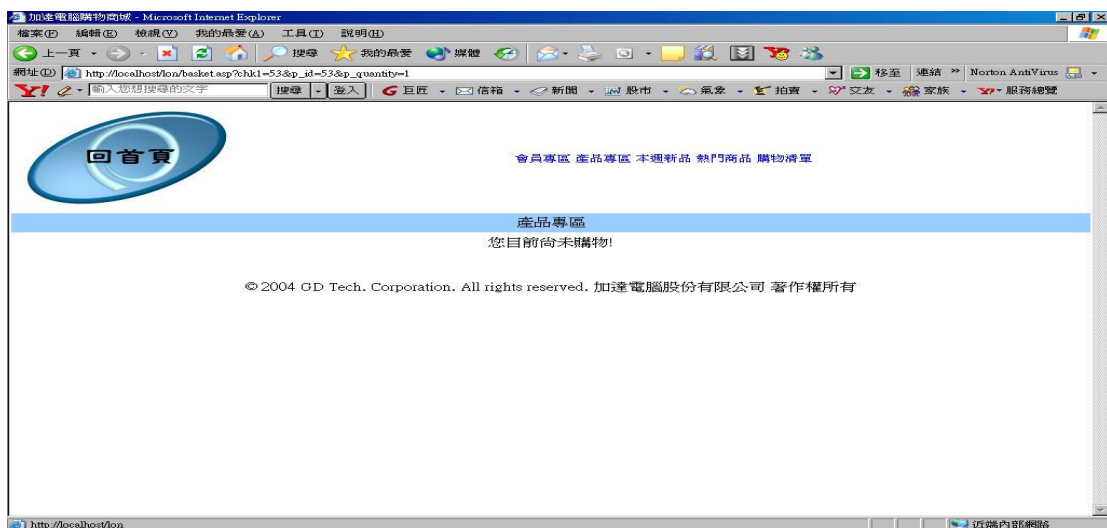 加達電腦購物商城 - Microsoft Internet Explorer
檔案(F) 編輯(E) 檢視(V) 我的最愛(A) 工具(T) 說明(H)
上一頁 搜尋 我的最愛 媒體
網址(D) http://localhost/lon/basket.asp?chk1=53&p_id=53&p_quantity=1 移至 連結 » Norton AntiVirus
Y! 輸入您想搜尋的文字 搜尋 登入 G 巨匠 信箱 新聞 股市 氣象 拍賣 交友 家族 服務總覽
回首頁
會員專區 產品專區 本週新品 熱門商品 購物清單
產品專區
您目前尚未購物!
© 2004 GD Tech. Corporation. All rights reserved. 加達電腦股份有限公司 著作權所有
http://localhost/lon 近端內部網路